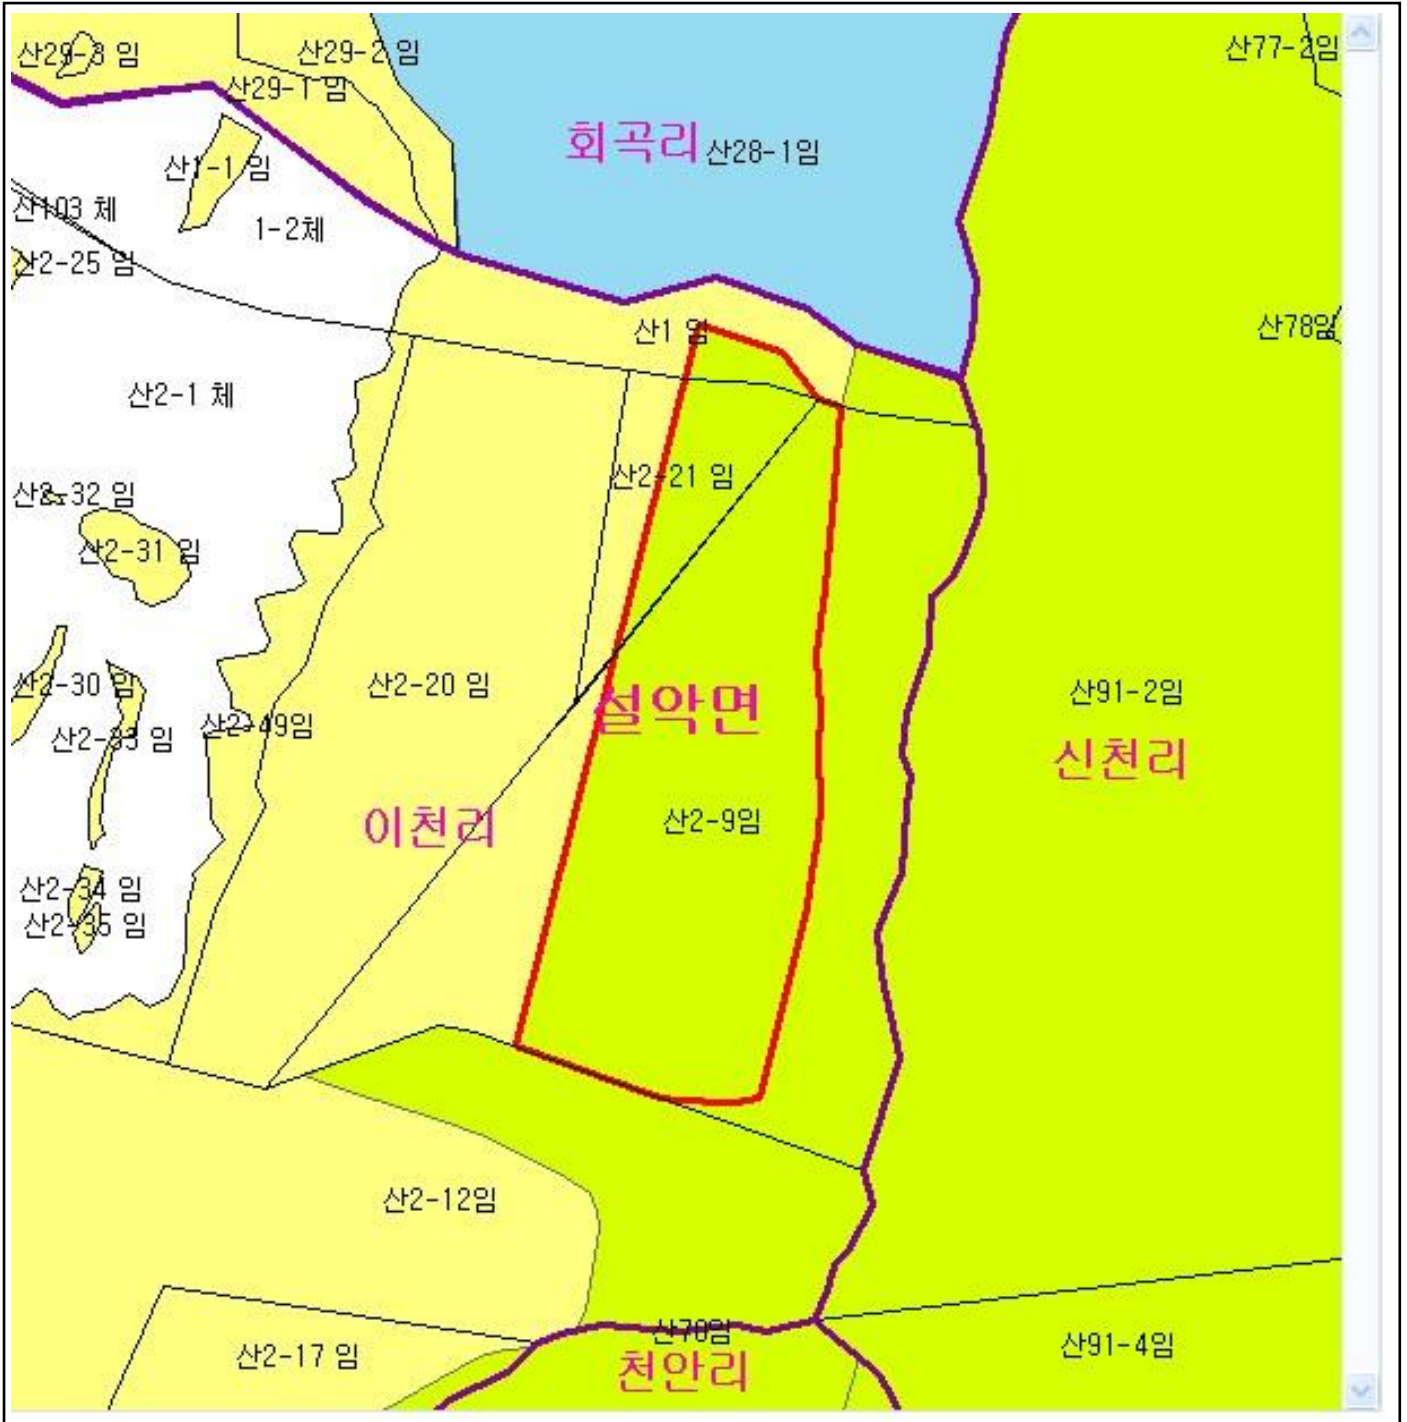 산29-3 임
산29-2 임
산77-2임
산29-1 임
회곡리
산28-1임
산1-1 임
산103 체
1-2체
산2-25 임
산1 임
산78임
산2-1 체
산2-21 임
산2-32 임
산2-31 임
산2-20 임
산2-30 임
산91-2임
설악면
산2-49임
산2-33 임
신천리
산2-9임
이천리
산2-34 임
산2-35 임
산2-12임
산70임
산91-4임
산2-17 임
천안리